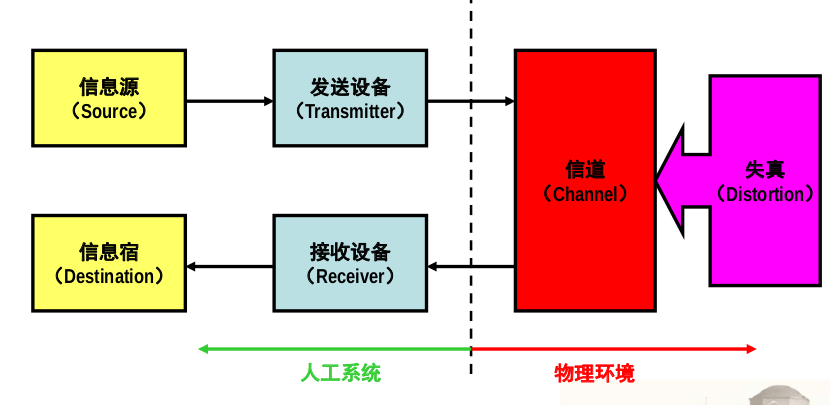 信息源
（Source）
发送设备
（Transmitter）
信道
（Channel）
失真
（Distortion）
信息宿
（Destination）
接收设备
（Receiver）
人工系统
物理环境